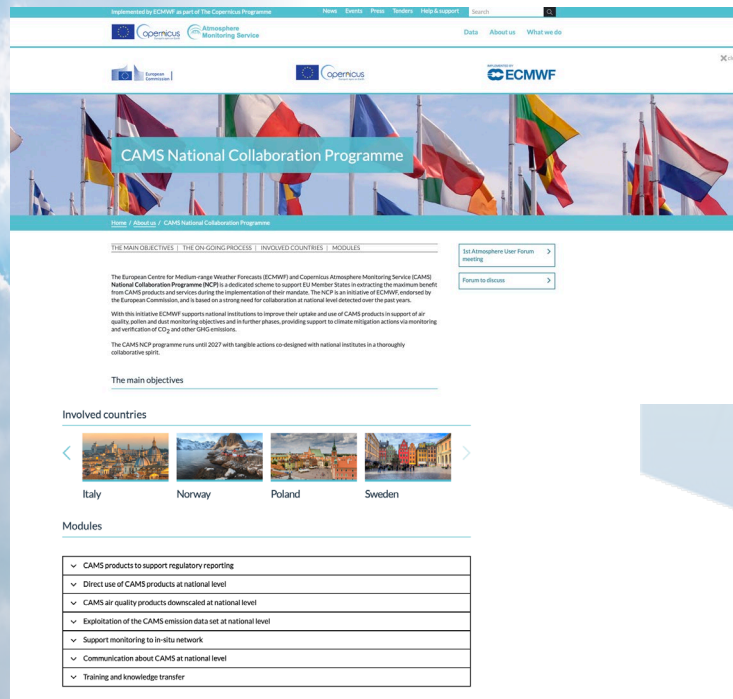 Implemented by ECMWF as part of The Copernicus Programme
News Events Press Tenders Help & support Search
Copernicus
Atmosphere
Monitoring Service
Data About us What we do
European
Commission
Copernicus
IMPLEMENTED BY
ECMWF
CAMS National Collaboration Programme
Home / About us / CAMS National Collaboration Programme
THE MAIN OBJECTIVES | THE ON-GOING PROCESS | INVOLVED COUNTRIES | MODULES
1st Atmosphere User Forum
meeting
Forum to discuss
The European Centre for Medium-range Weather Forecasts (ECMWF) and Copernicus Atmosphere Monitoring Service (CAMS)
National Collaboration Programme (NCP) is a dedicated scheme to support EU Member States in extracting the maximum benefit
from CAMS products and services during the implementation of their mandate. The NCP is an initiative of ECMWF, endorsed by
the European Commission, and is based on a strong need for collaboration at national level detected over the past years.
With this initiative ECMWF supports national institutions to improve their uptake and use of CAMS products in support of air
quality, pollen and dust monitoring objectives and in further phases, providing support to climate mitigation actions via monitoring
and verification of CO2 and other GHG emissions.
The CAMS NCP programme runs until 2027 with tangible actions co-designed with national institutes in a thoroughly
collaborative spirit.
The main objectives
Involved countries
Italy Norway Poland Sweden
Modules
CAMS products to support regulatory reporting
Direct use of CAMS products at national level
CAMS air quality products downscaled at national level
Exploitation of the CAMS emission data set at national level
Support monitoring to in-situ network
Communication about CAMS at national level
Training and knowledge transfer